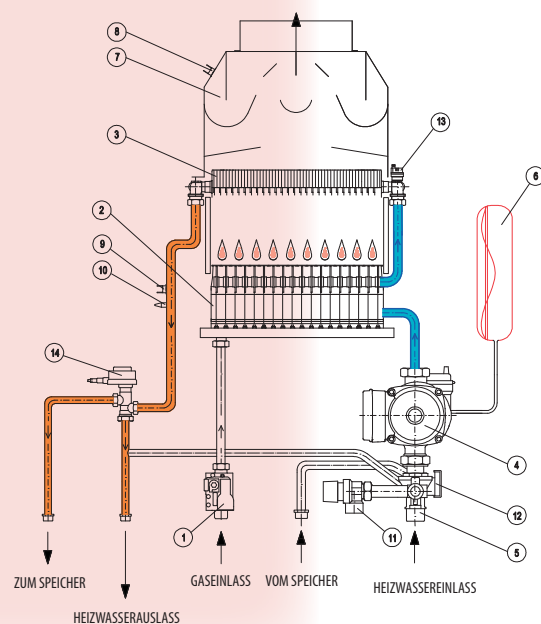 8
7
13
3
6
2
9
10
14
4
1
11
12
5
ZUM SPEICHER
GASEINLASS
VOM SPEICHER
HEIZWASSEREINLASS
HEIZWASSERAUSLASS